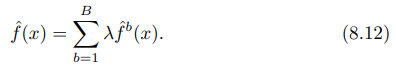 f̂(x) = ∑_{b=1}^{B} λf̂^b(x). (8.12)